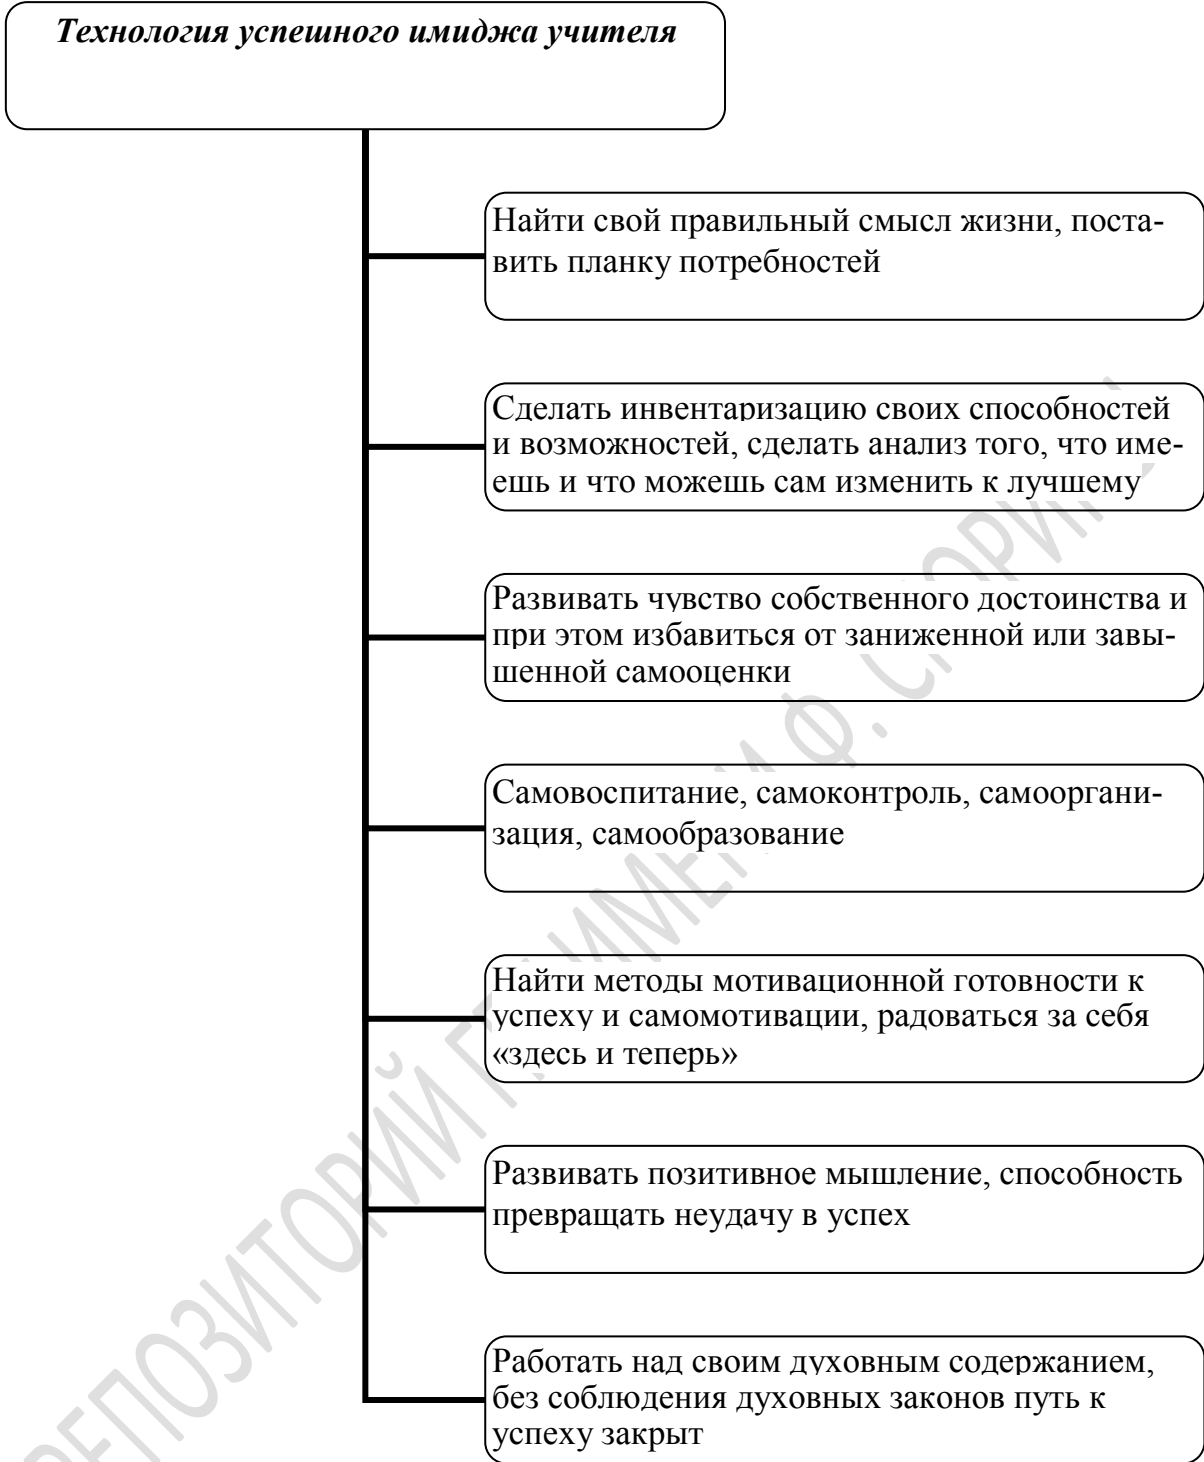 Технология успешного имиджа учителя
Найти свой правильный смысл жизни, поста-
вить планку потребностей
Сделать инвентаризацию своих способностей
и возможностей, сделать анализ того, что име-
ешь и что можешь сам изменить к лучшему
Развивать чувство собственного достоинства и
при этом избавиться от заниженной или завы-
шенной самооценки
Самовоспитание, самоконтроль, самооргани-
зация, самообразование
Найти методы мотивационной готовности к
успеху и самомотивации, радоваться за себя
«здесь и теперь»
Развивать позитивное мышление, способность
превращать неудачу в успех
Работать над своим духовным содержанием,
без соблюдения духовных законов путь к
успеху закрыт
РЕПОЗИТОРИЙ
Ф.